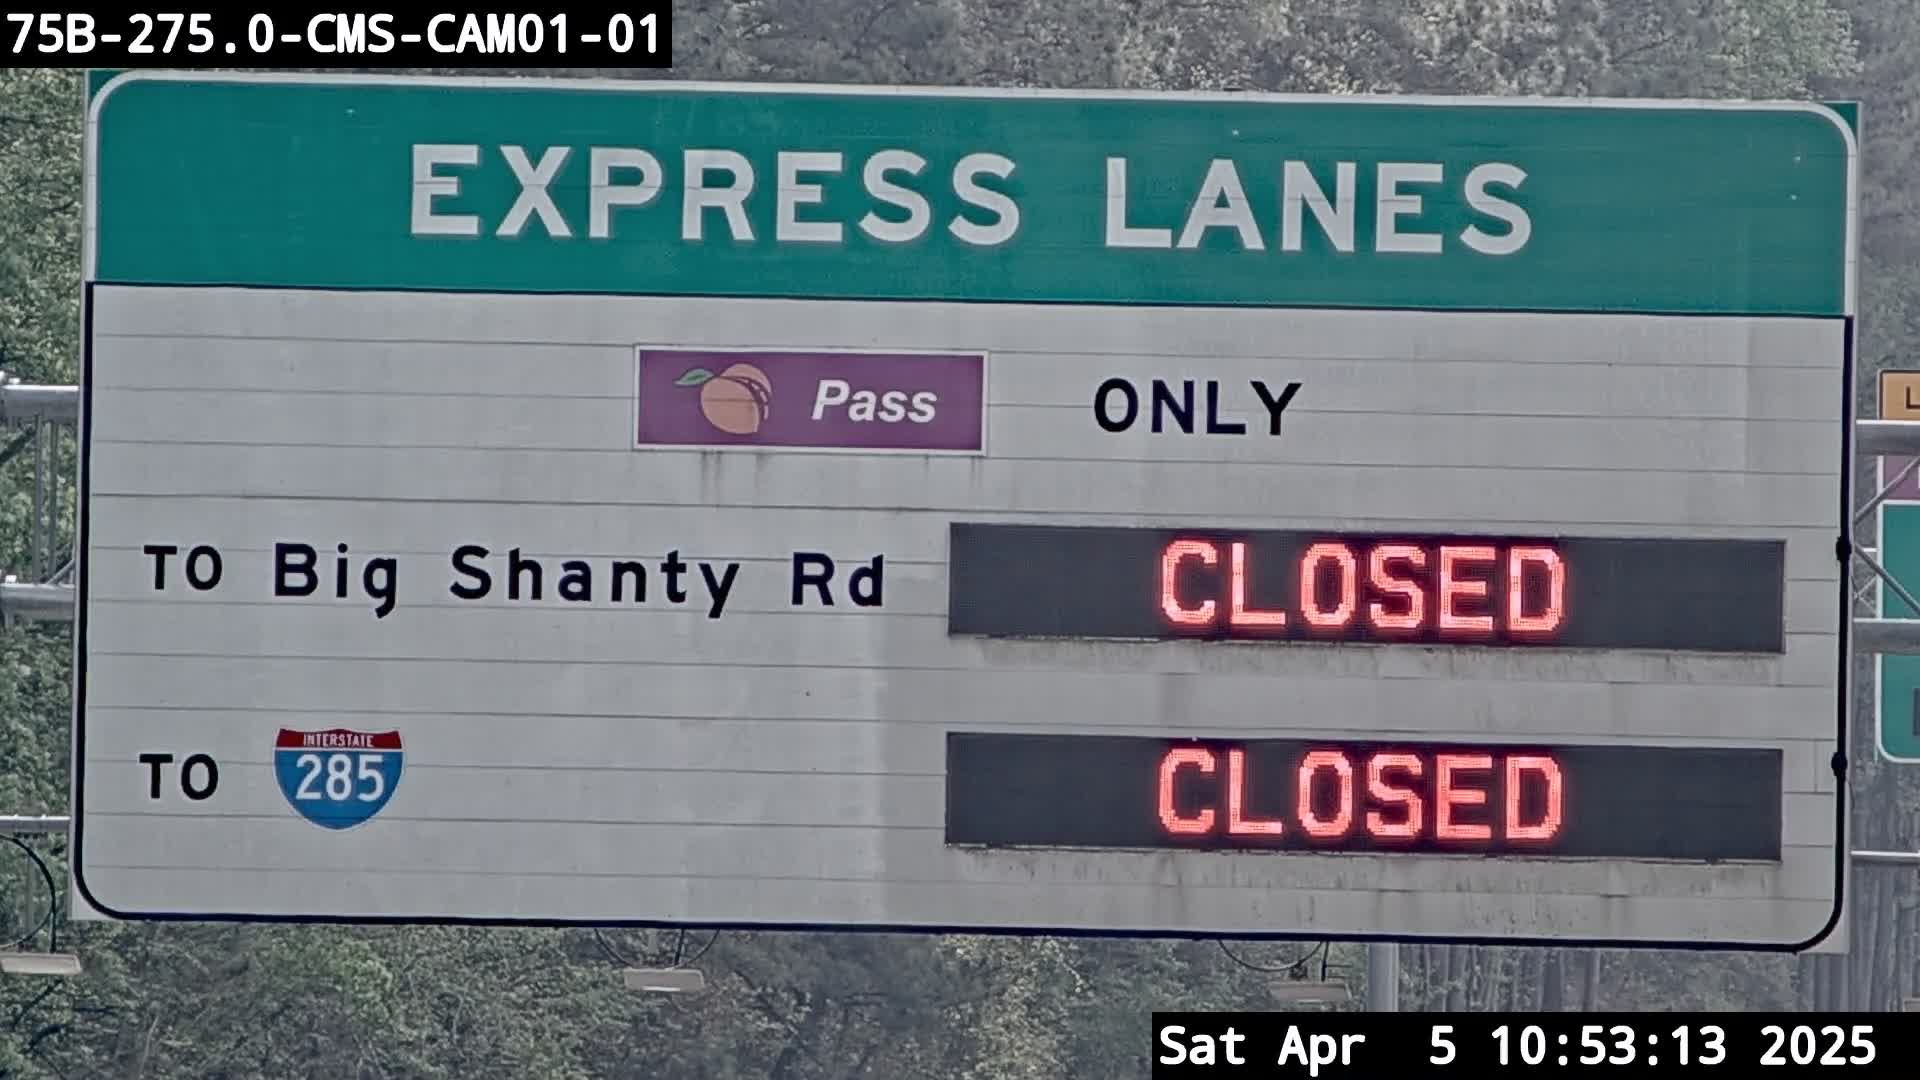 75B-275.0-CMS-CAM01-01
EXPRESS LANES
Pass ONLY
TO Big Shanty Rd CLOSED
TO INTERSTATE 285 CLOSED
Sat Apr 5 10:53:13 2025